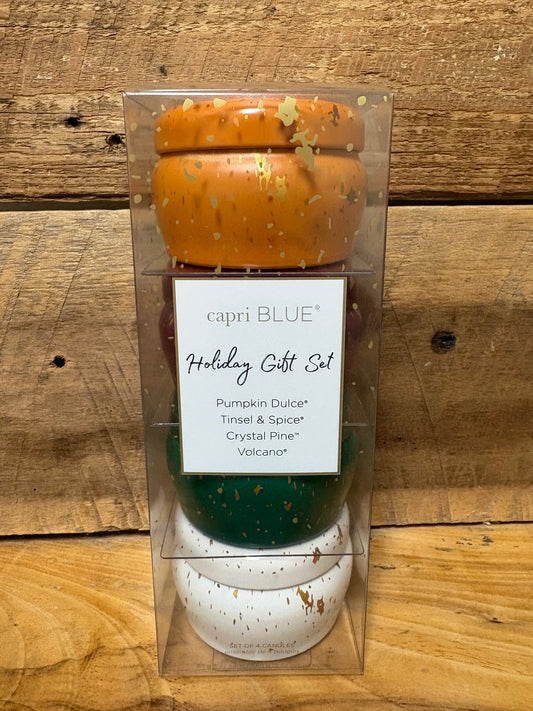 capri BLUE®
Holiday Gift Set
Pumpkin Dulce®
Tinsel & Spice®
Crystal Pine™
Volcano®
SET OF 4 CANDLES